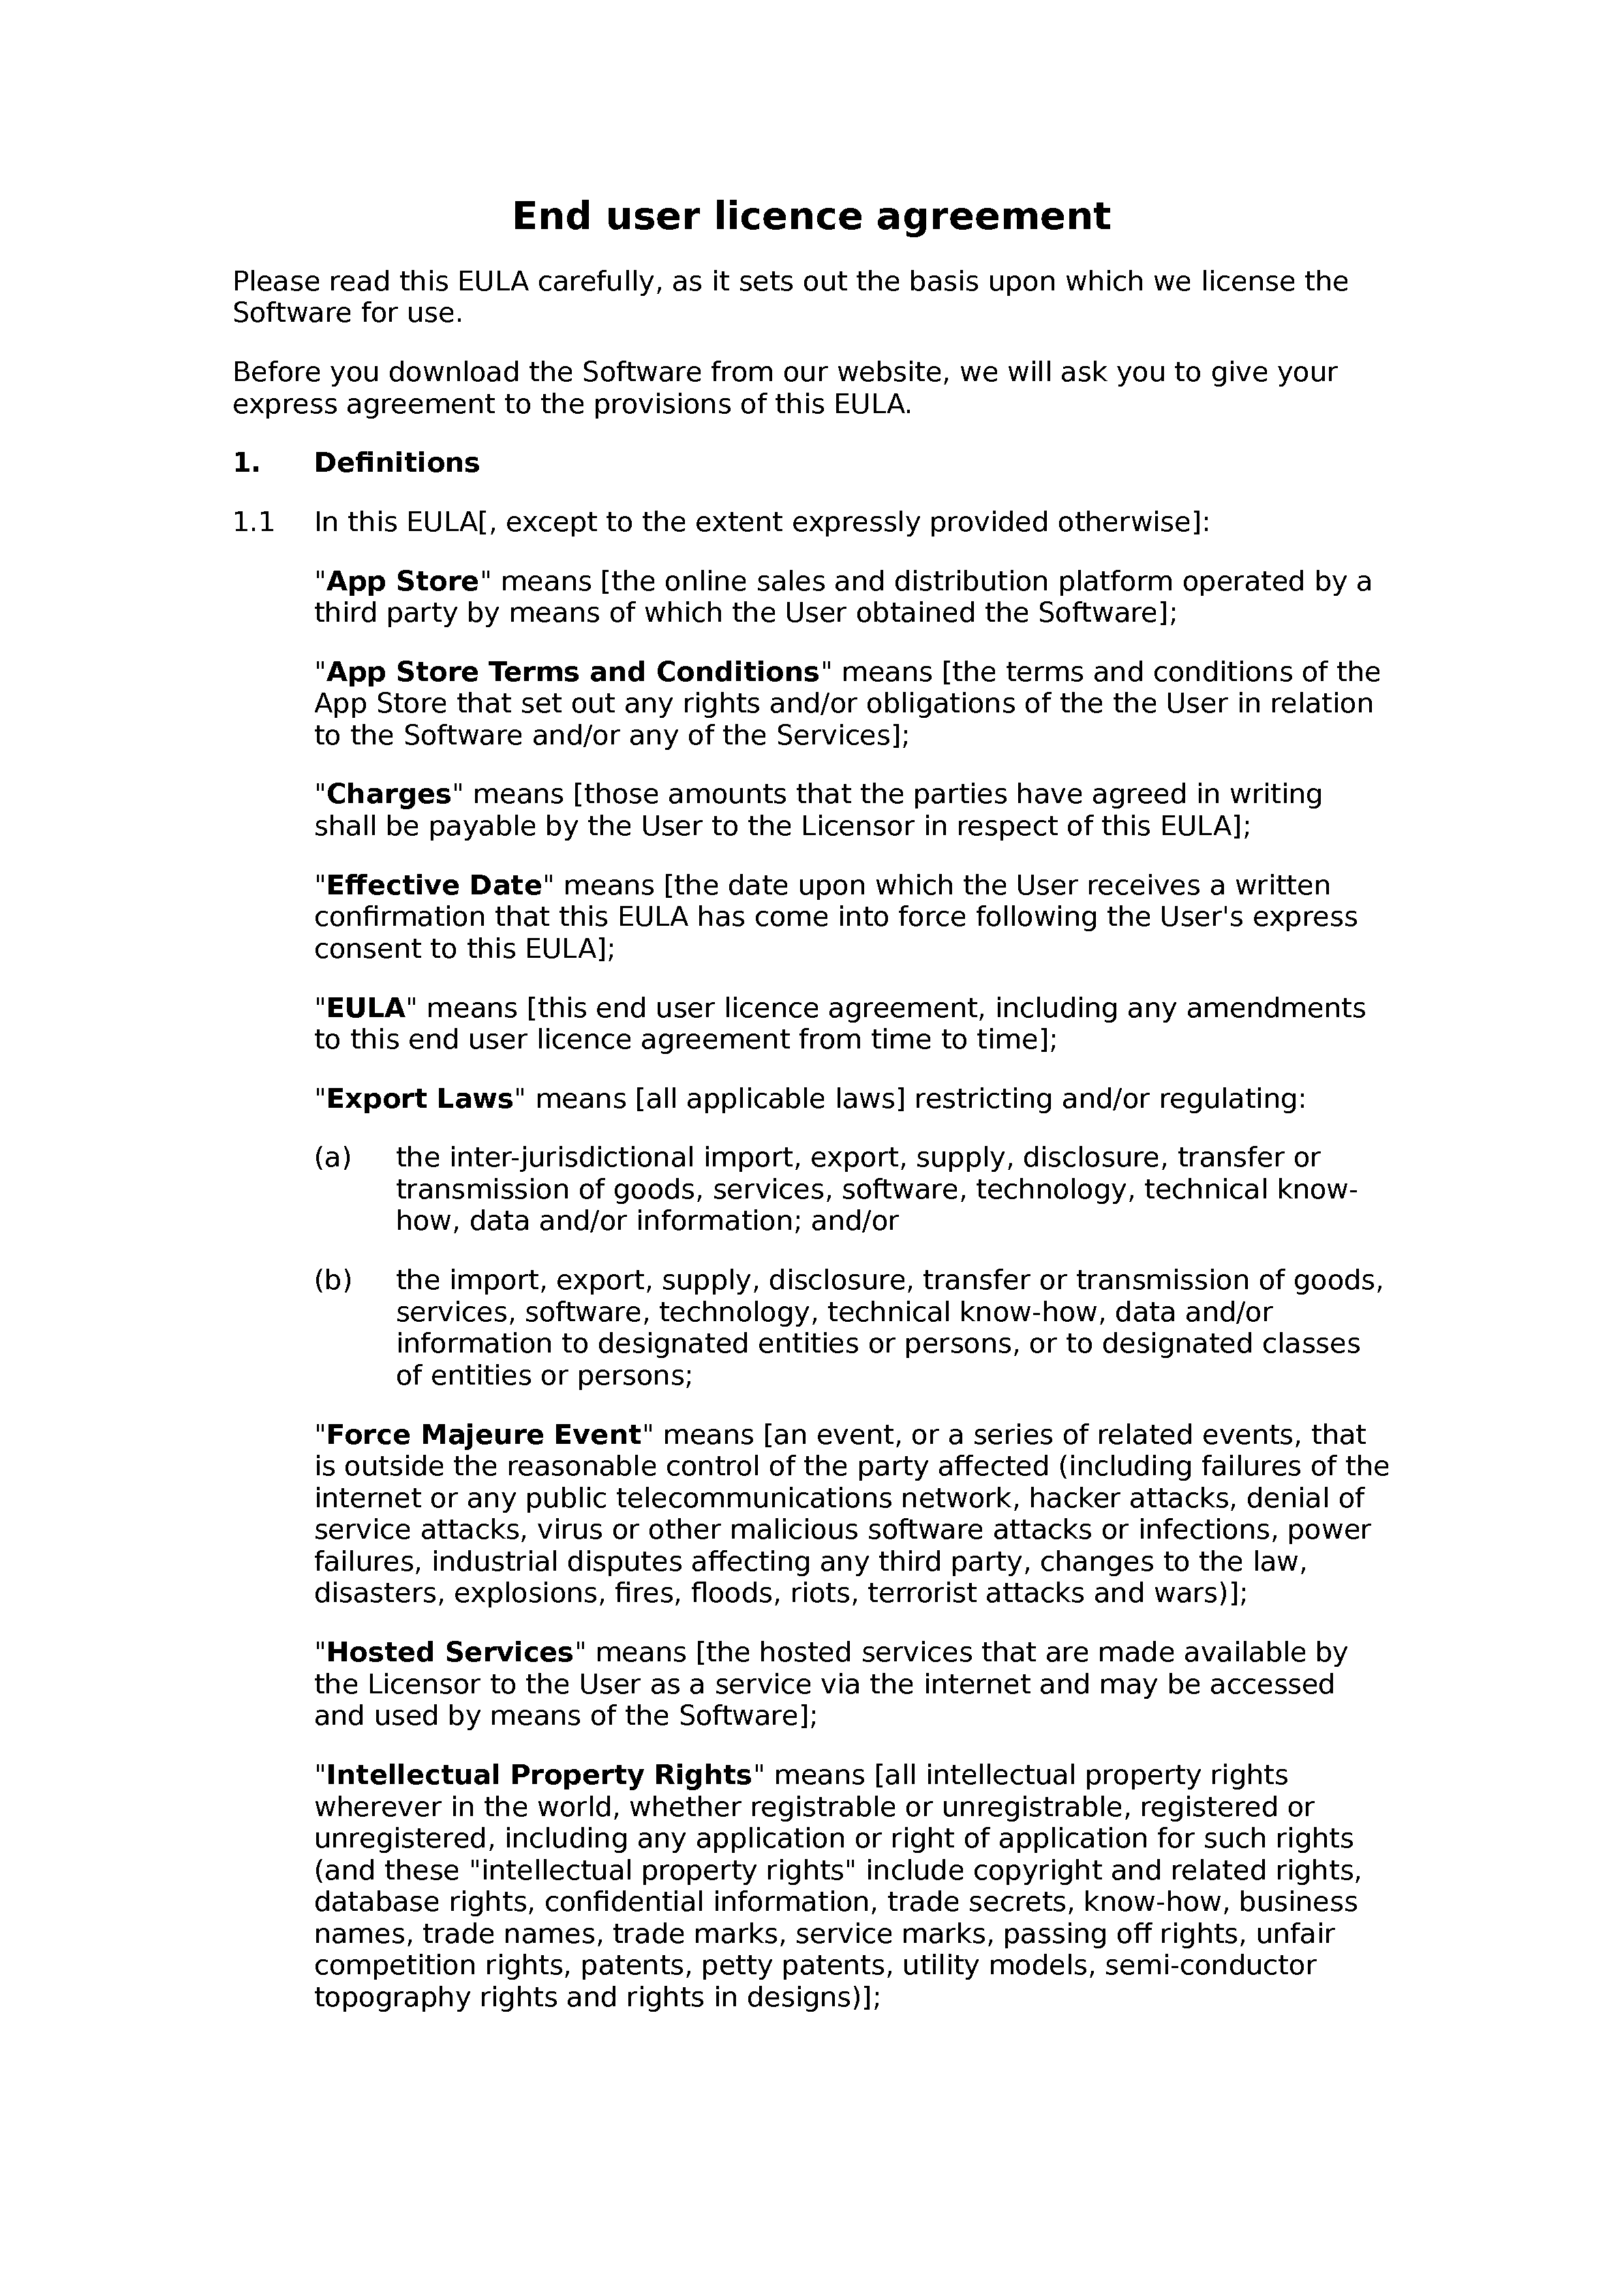 End user licence agreement
Please read this EULA carefully, as it sets out the basis upon which we license the
Software for use.
Before you download the Software from our website, we will ask you to give your
express agreement to the provisions of this EULA.
1. Definitions
1.1 In this EULA[, except to the extent expressly provided otherwise]:
"App Store" means [the online sales and distribution platform operated by a
third party by means of which the User obtained the Software];
"App Store Terms and Conditions" means [the terms and conditions of the
App Store that set out any rights and/or obligations of the the User in relation
to the Software and/or any of the Services];
"Charges" means [those amounts that the parties have agreed in writing
shall be payable by the User to the Licensor in respect of this EULA];
"Effective Date" means [the date upon which the User receives a written
confirmation that this EULA has come into force following the User's express
consent to this EULA];
"EULA" means [this end user licence agreement, including any amendments
to this end user licence agreement from time to time];
"Export Laws" means [all applicable laws] restricting and/or regulating:
(a) the inter-jurisdictional import, export, supply, disclosure, transfer or
transmission of goods, services, software, technology, technical know-
how, data and/or information; and/or
(b) the import, export, supply, disclosure, transfer or transmission of goods,
services, software, technology, technical know-how, data and/or
information to designated entities or persons, or to designated classes
of entities or persons;
"Force Majeure Event" means [an event, or a series of related events, that
is outside the reasonable control of the party affected (including failures of the
internet or any public telecommunications network, hacker attacks, denial of
service attacks, virus or other malicious software attacks or infections, power
failures, industrial disputes affecting any third party, changes to the law,
disasters, explosions, fires, floods, riots, terrorist attacks and wars)];
"Hosted Services" means [the hosted services that are made available by
the Licensor to the User as a service via the internet and may be accessed
and used by means of the Software];
"Intellectual Property Rights" means [all intellectual property rights
wherever in the world, whether registrable or unregistrable, registered or
unregistered, including any application or right of application for such rights
(and these "intellectual property rights" include copyright and related rights,
database rights, confidential information, trade secrets, know-how, business
names, trade names, trade marks, service marks, passing off rights, unfair
competition rights, patents, petty patents, utility models, semi-conductor
topography rights and rights in designs)];